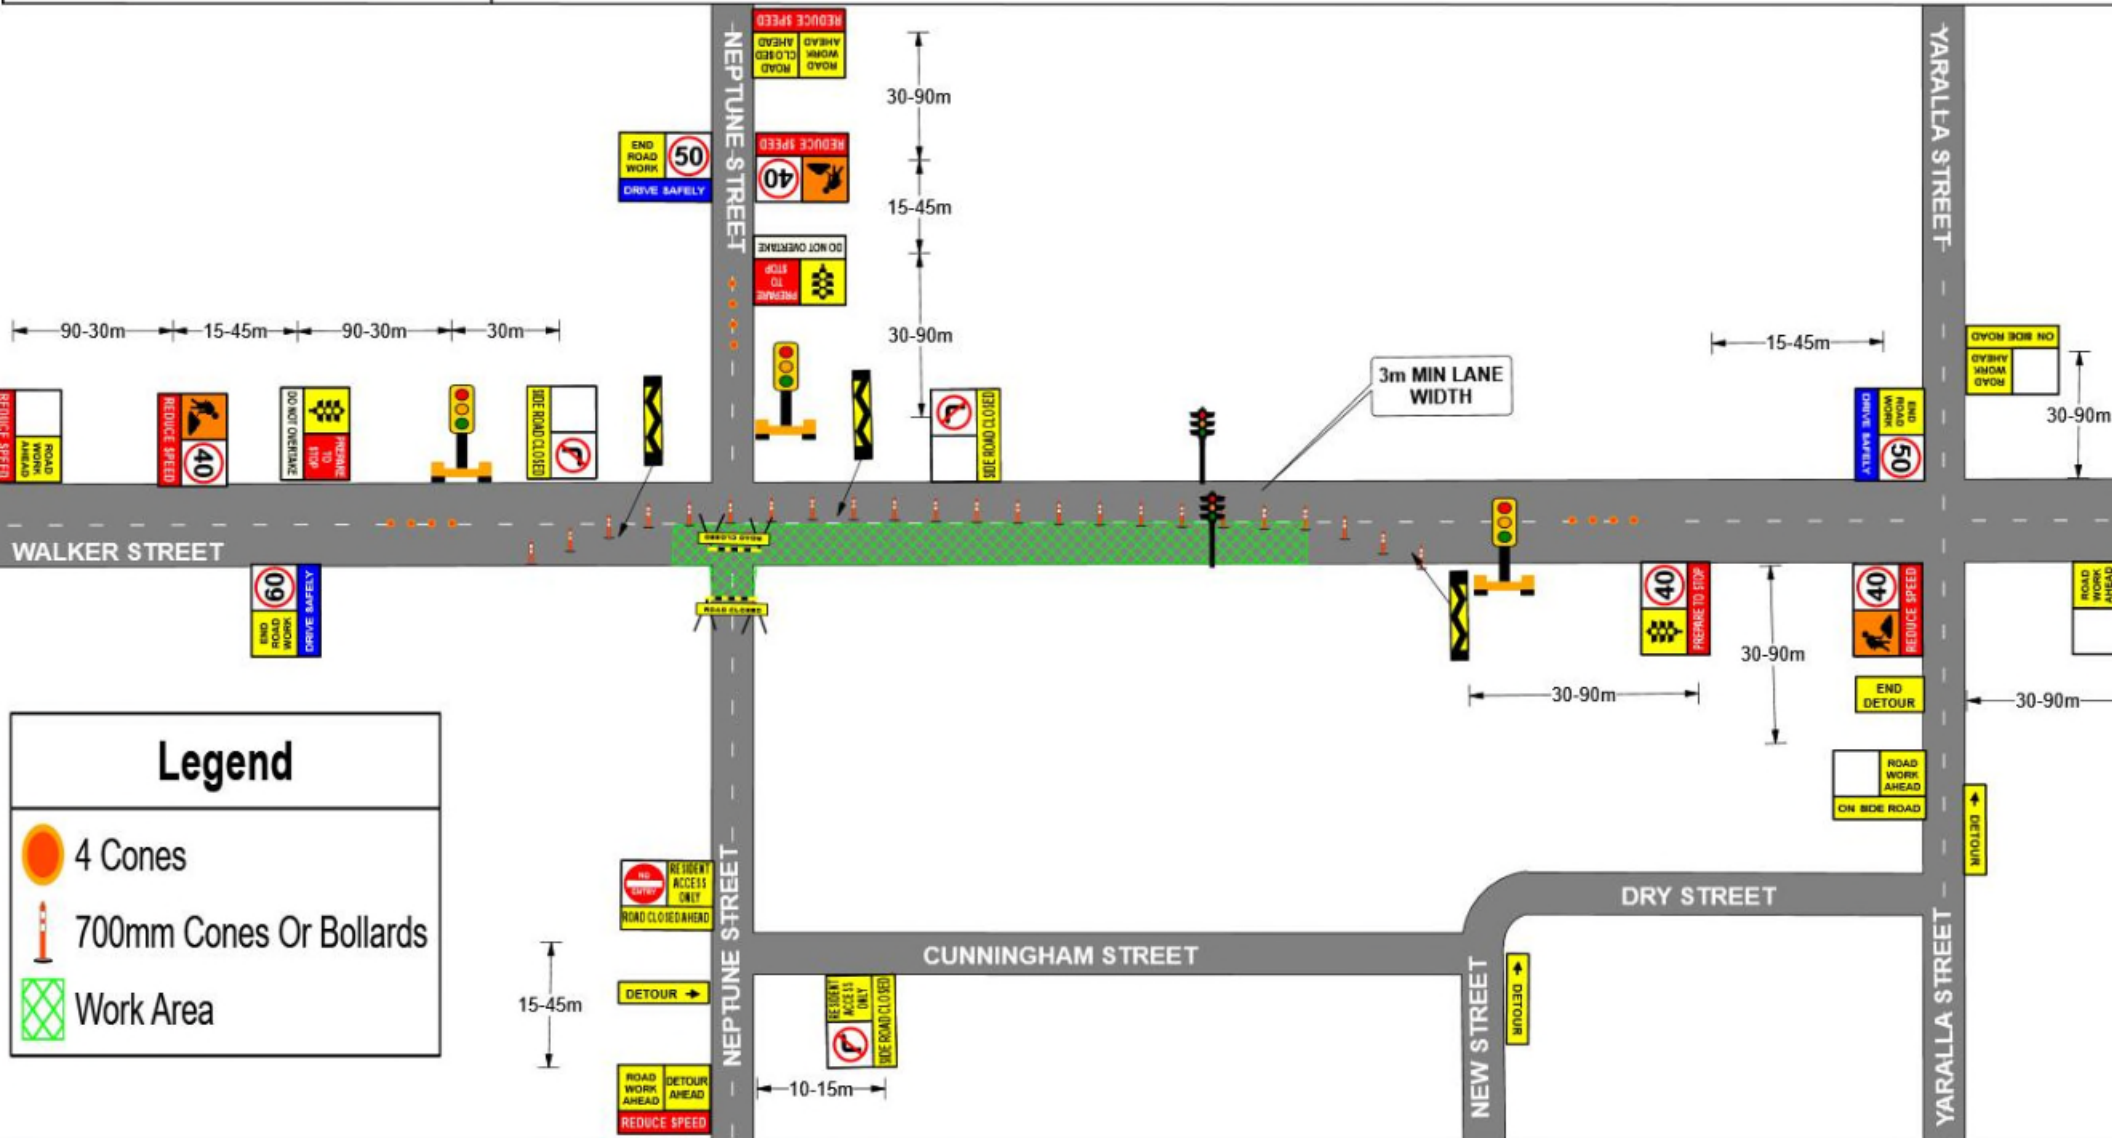 NEPTUNE STREET
REDUCE SPEED
ROAD
WORK
AHEAD
ROAD
CLOSED
AHEAD
YARALLA STREET
30-90m
END
ROAD
WORK
50
DRIVE SAFELY
REDUCE SPEED
40
15-45m
DO NOT OVERTAKE
PREPARE
TO
STOP
30-90m
90-30m
15-45m
90-30m
30m
15-45m
ON SIDE ROAD
ROAD
WORK
AHEAD
30-90m
3m MIN LANE
WIDTH
REDUCE SPEED
ROAD
WORK
AHEAD
REDUCE SPEED
40
DO NOT OVERTAKE
PREPARE
TO
STOP
SIDE ROAD CLOSED
SIDE ROAD CLOSED
DRIVE SAFELY
END
ROAD
WORK
50
WALKER STREET
ROAD CLOSED
60
END
ROAD
WORK
DRIVE SAFELY
ROAD CLOSED
40
PREPARE TO STOP
30-90m
40
REDUCE SPEED
ROAD
WORK
AHEAD
30-90m
END
DETOUR
30-90m
ROAD
WORK
AHEAD
ON SIDE ROAD
DETOUR
Legend
4 Cones
700mm Cones Or Bollards
Work Area
NO
ENTRY
RESIDENT
ACCESS
ONLY
ROAD CLOSED AHEAD
NEPTUNE STREET
DRY STREET
CUNNINGHAM STREET
YARALLA STREET
NEW STREET
DETOUR
15-45m
DETOUR
RESIDENT
ACCESS
ONLY
SIDE ROAD CLOSED
10-15m
ROAD
WORK
AHEAD
DETOUR
AHEAD
REDUCE SPEED